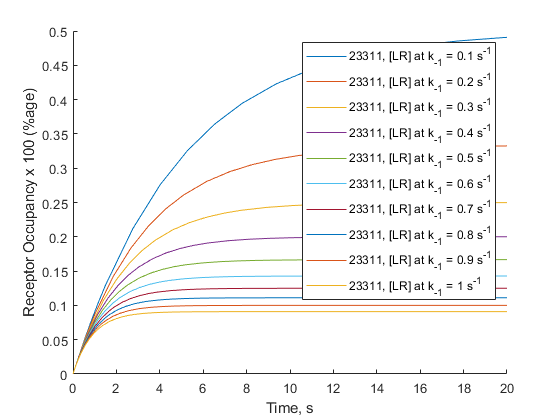 0.5
0.45
0.4
0.35
0.3
0.25
0.2
0.15
0.1
0.05
0
Receptor Occupancy x 100 (%age)
23311, [LR] at k-1 = 0.1 s-1
23311, [LR] at k-1 = 0.2 s-1
23311, [LR] at k-1 = 0.3 s-1
23311, [LR] at k-1 = 0.4 s-1
23311, [LR] at k-1 = 0.5 s-1
23311, [LR] at k-1 = 0.6 s-1
23311, [LR] at k-1 = 0.7 s-1
23311, [LR] at k-1 = 0.8 s-1
23311, [LR] at k-1 = 0.9 s-1
23311, [LR] at k-1 = 1 s-1
0 2 4 6 8 10 12 14 16 18 20
Time, s